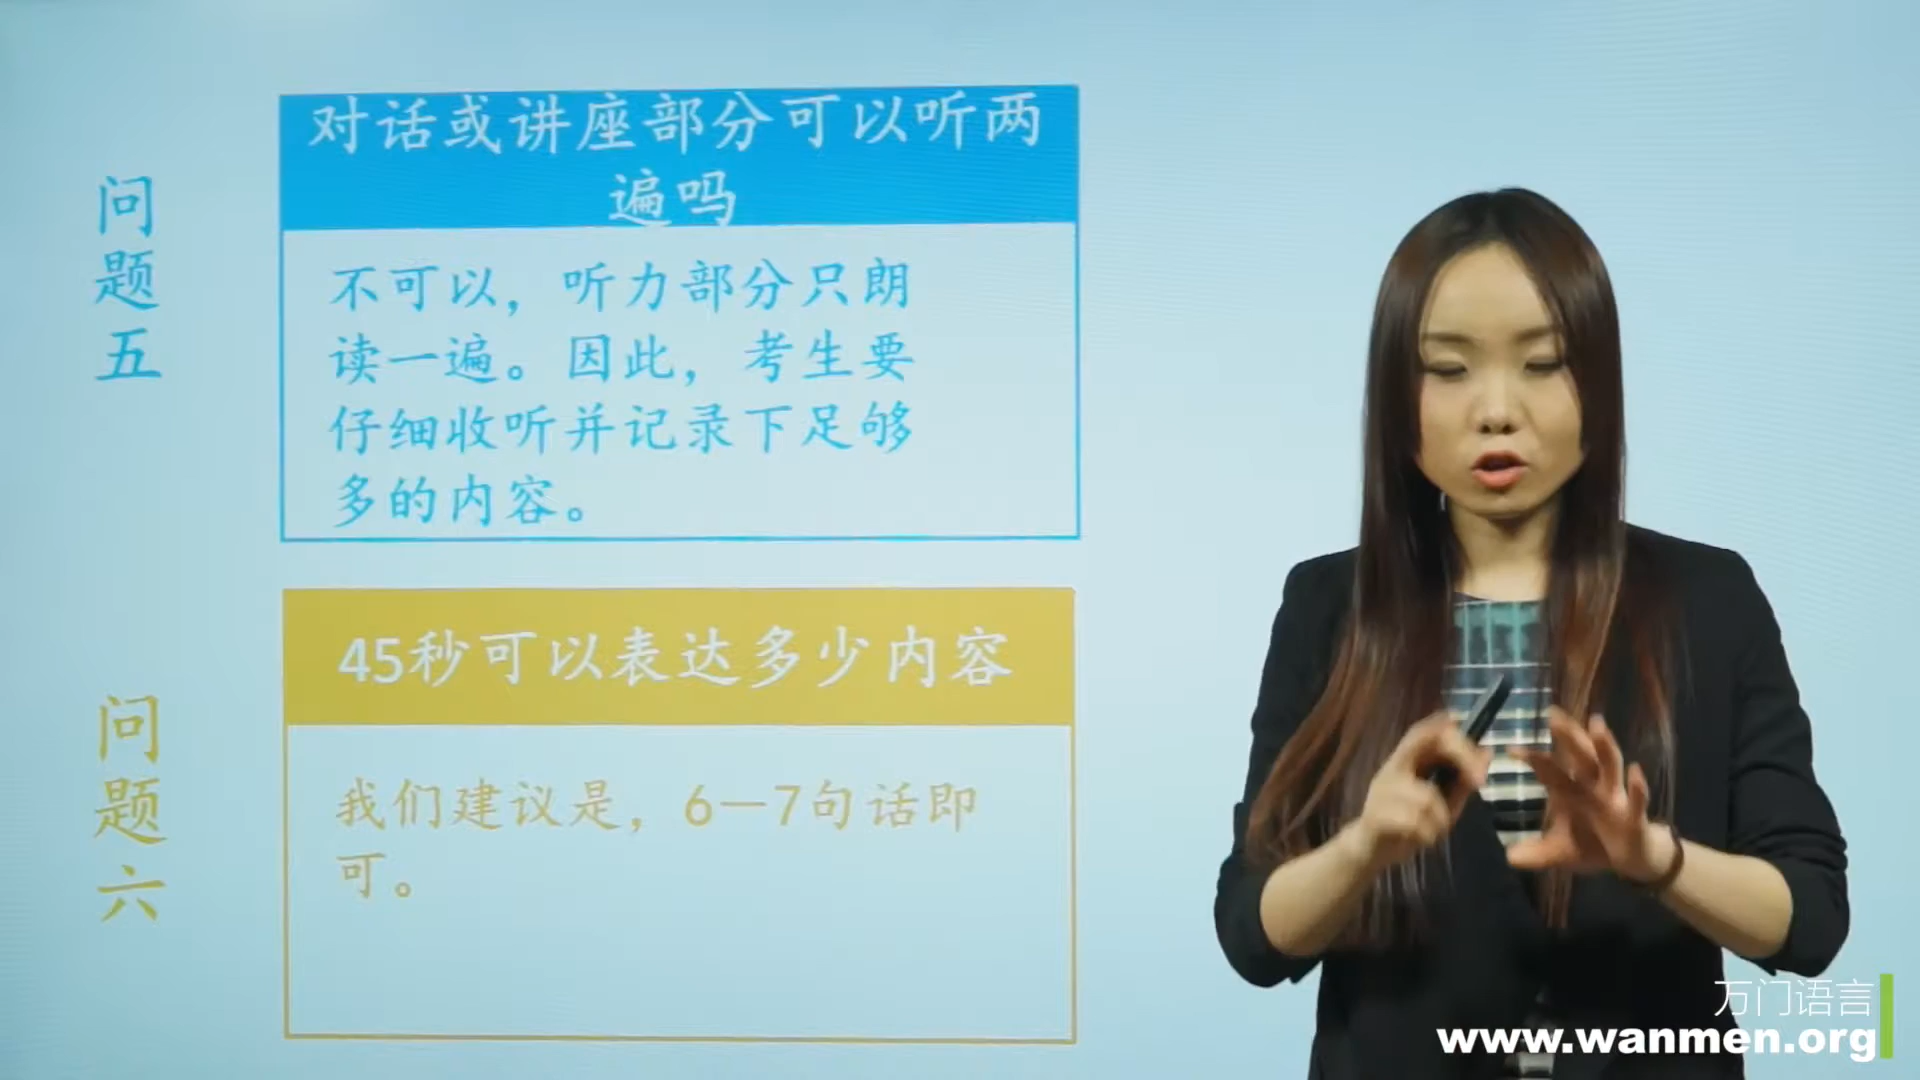 问题五
对话或讲座部分可以听两
遍吗
不可以，听力部分只朗
读一遍。因此，考生要
仔细收听并记录下足够
多的内容。
问题六
45秒可以表达多少内容
我们建议是，6—7句话即
可。
万门语言
www.wanmen.org